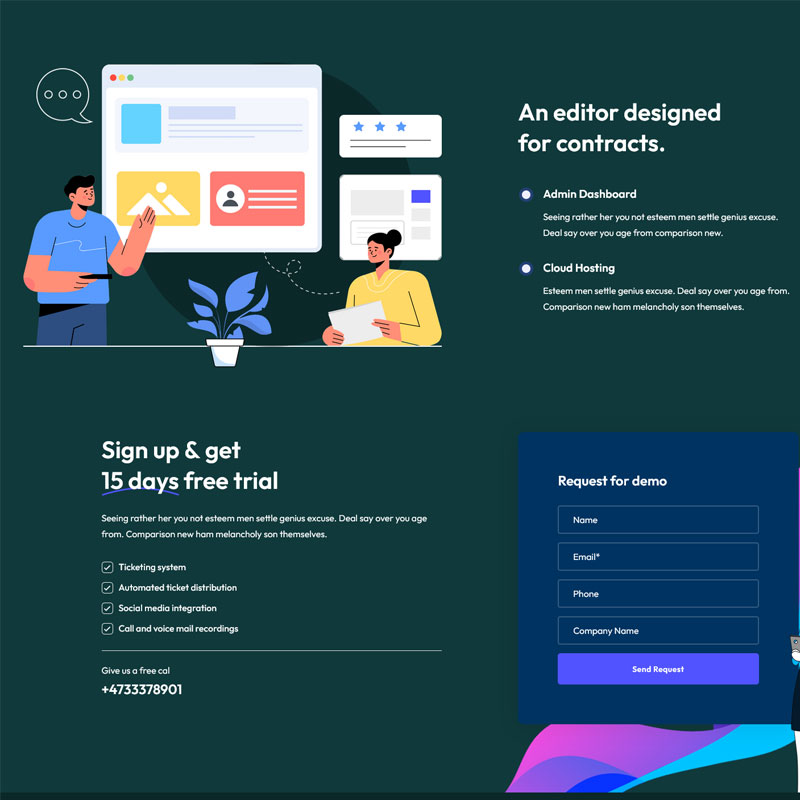 An editor designed
for contracts.
Admin Dashboard
Seeing rather her you not esteem men settle genius excuse.
Deal say over you age from comparison new.
Cloud Hosting
Esteem men settle genius excuse. Deal say over you age from.
Comparison new ham melancholy son themselves.
Sign up & get
15 days free trial
Seeing rather her you not esteem men settle genius excuse. Deal say over you age
from. Comparison new ham melancholy son themselves.
Ticketing system
Automated ticket distribution
Social media integration
Call and voice mail recordings
Give us a free cal
+4733378901
Request for demo
Name
Email*
Phone
Company Name
Send Request